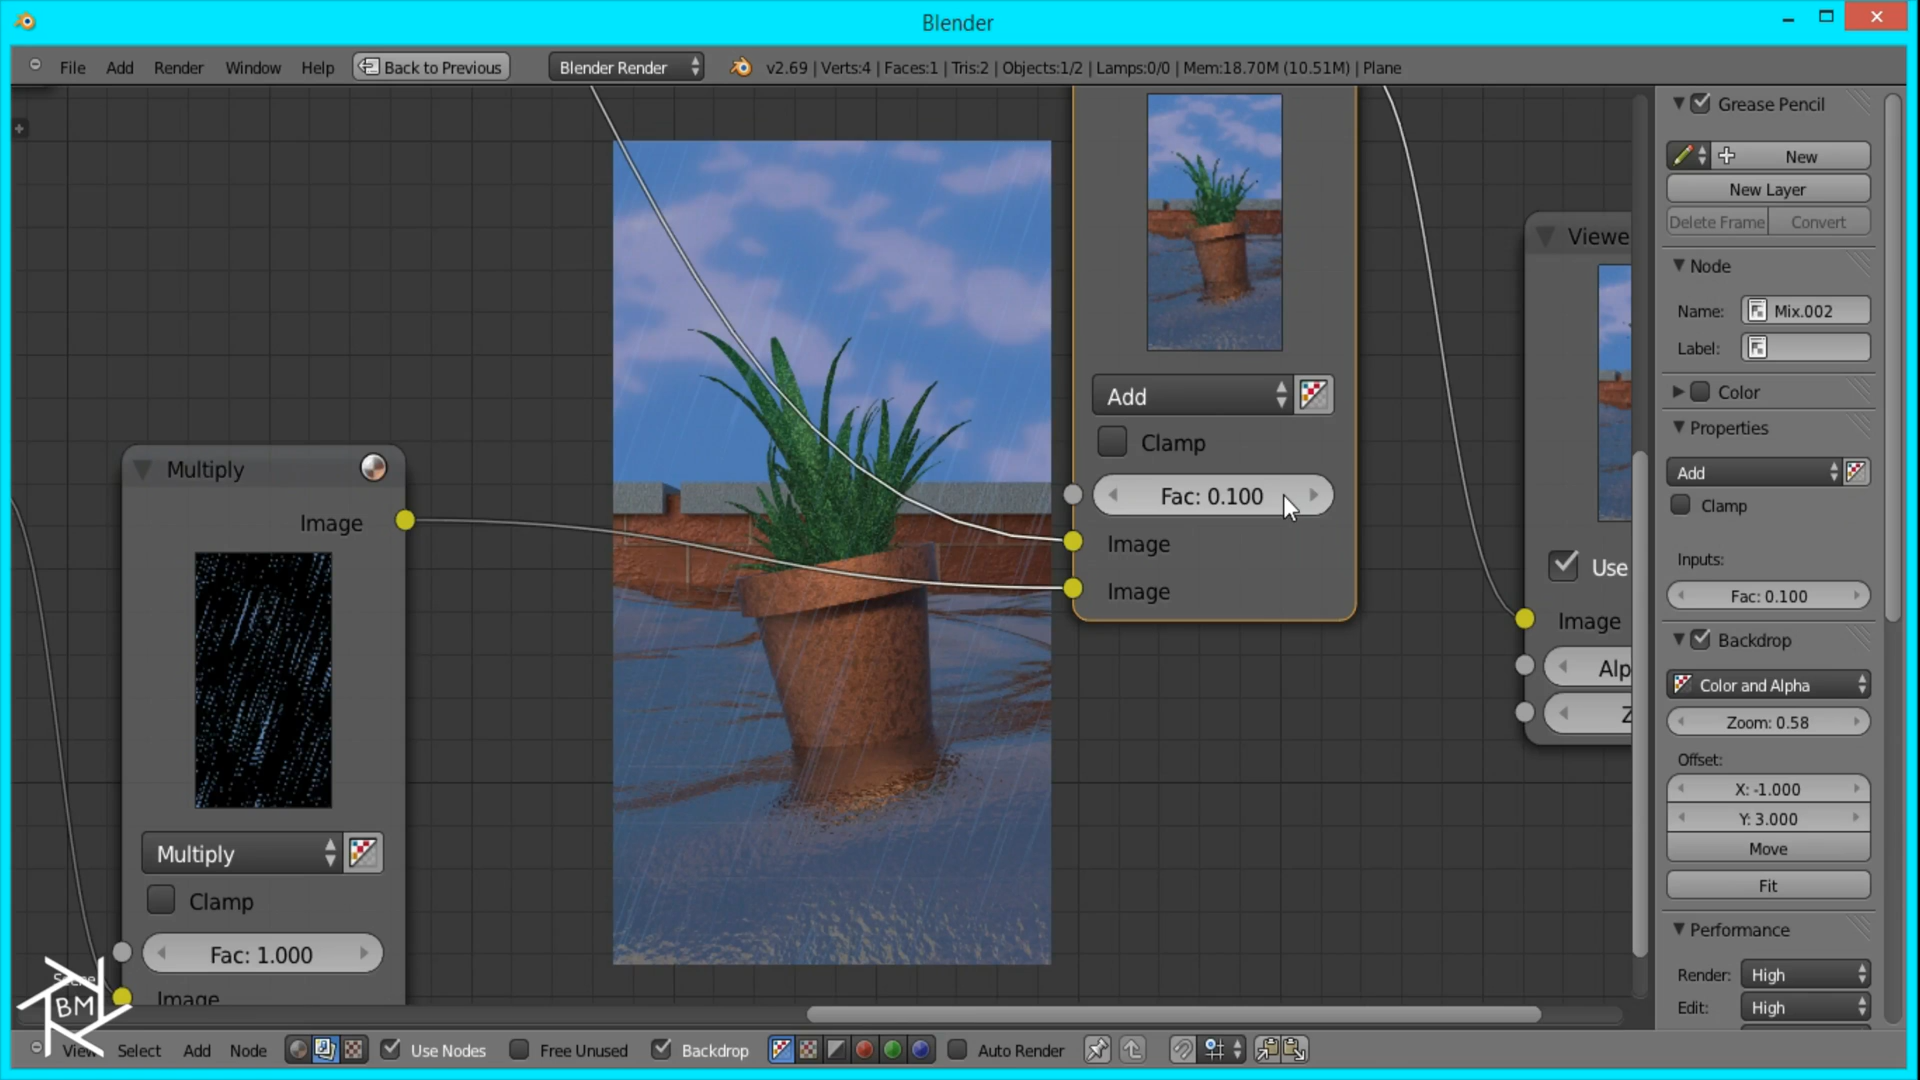 Blender
File Add Render Window Help Back to Previous Blender Render v2.69 | Verts:4 | Faces:1 | Tris:2 | Objects:1/2 | Lamps:0/0 | Mem:18.70M (10.51M) | Plane
Grease Pencil
New
New Layer
Delete Frame Convert
Node
Name: Mix.002
Label:
Color
Properties
Add
Clamp
Inputs:
Fac: 0.100
Backdrop
Color and Alpha
Zoom: 0.58
Offset:
X: -1.000
Y: 3.000
Move
Fit
Performance
Render: High
Edit: High
Multiply
Image
Multiply
Clamp
Fac: 1.000
Image
Add
Clamp
Fac: 0.100
Image
Image
Viewe
Use
Image
Alp
Z
BM
View Select Add Node Use Nodes Free Unused Backdrop Auto Render